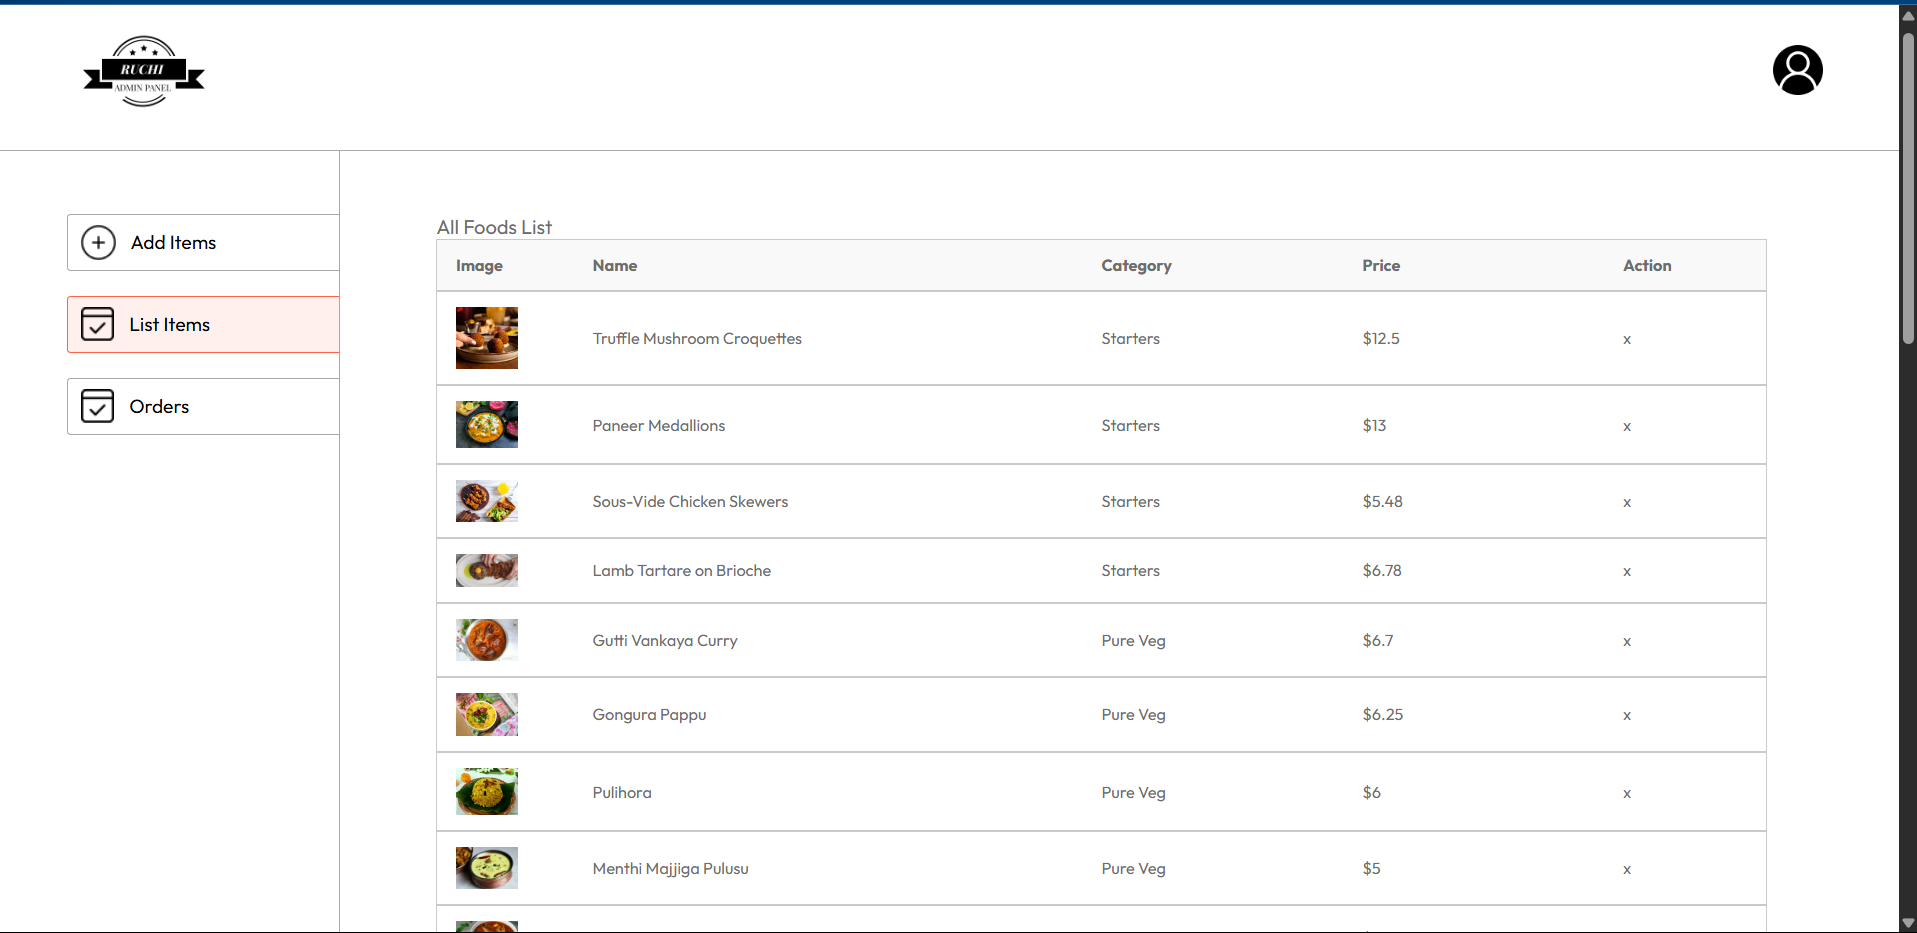 RUCHI
ADMIN PANEL
Add Items
List Items
Orders
All Foods List
Image Name Category Price Action
Truffle Mushroom Croquettes Starters $12.5 x
Paneer Medallions Starters $13 x
Sous-Vide Chicken Skewers Starters $5.48 x
Lamb Tartare on Brioche Starters $6.78 x
Gutti Vankaya Curry Pure Veg $6.7 x
Gongura Pappu Pure Veg $6.25 x
Pulihora Pure Veg $6 x
Menthi Majjiga Pulusu Pure Veg $5 x